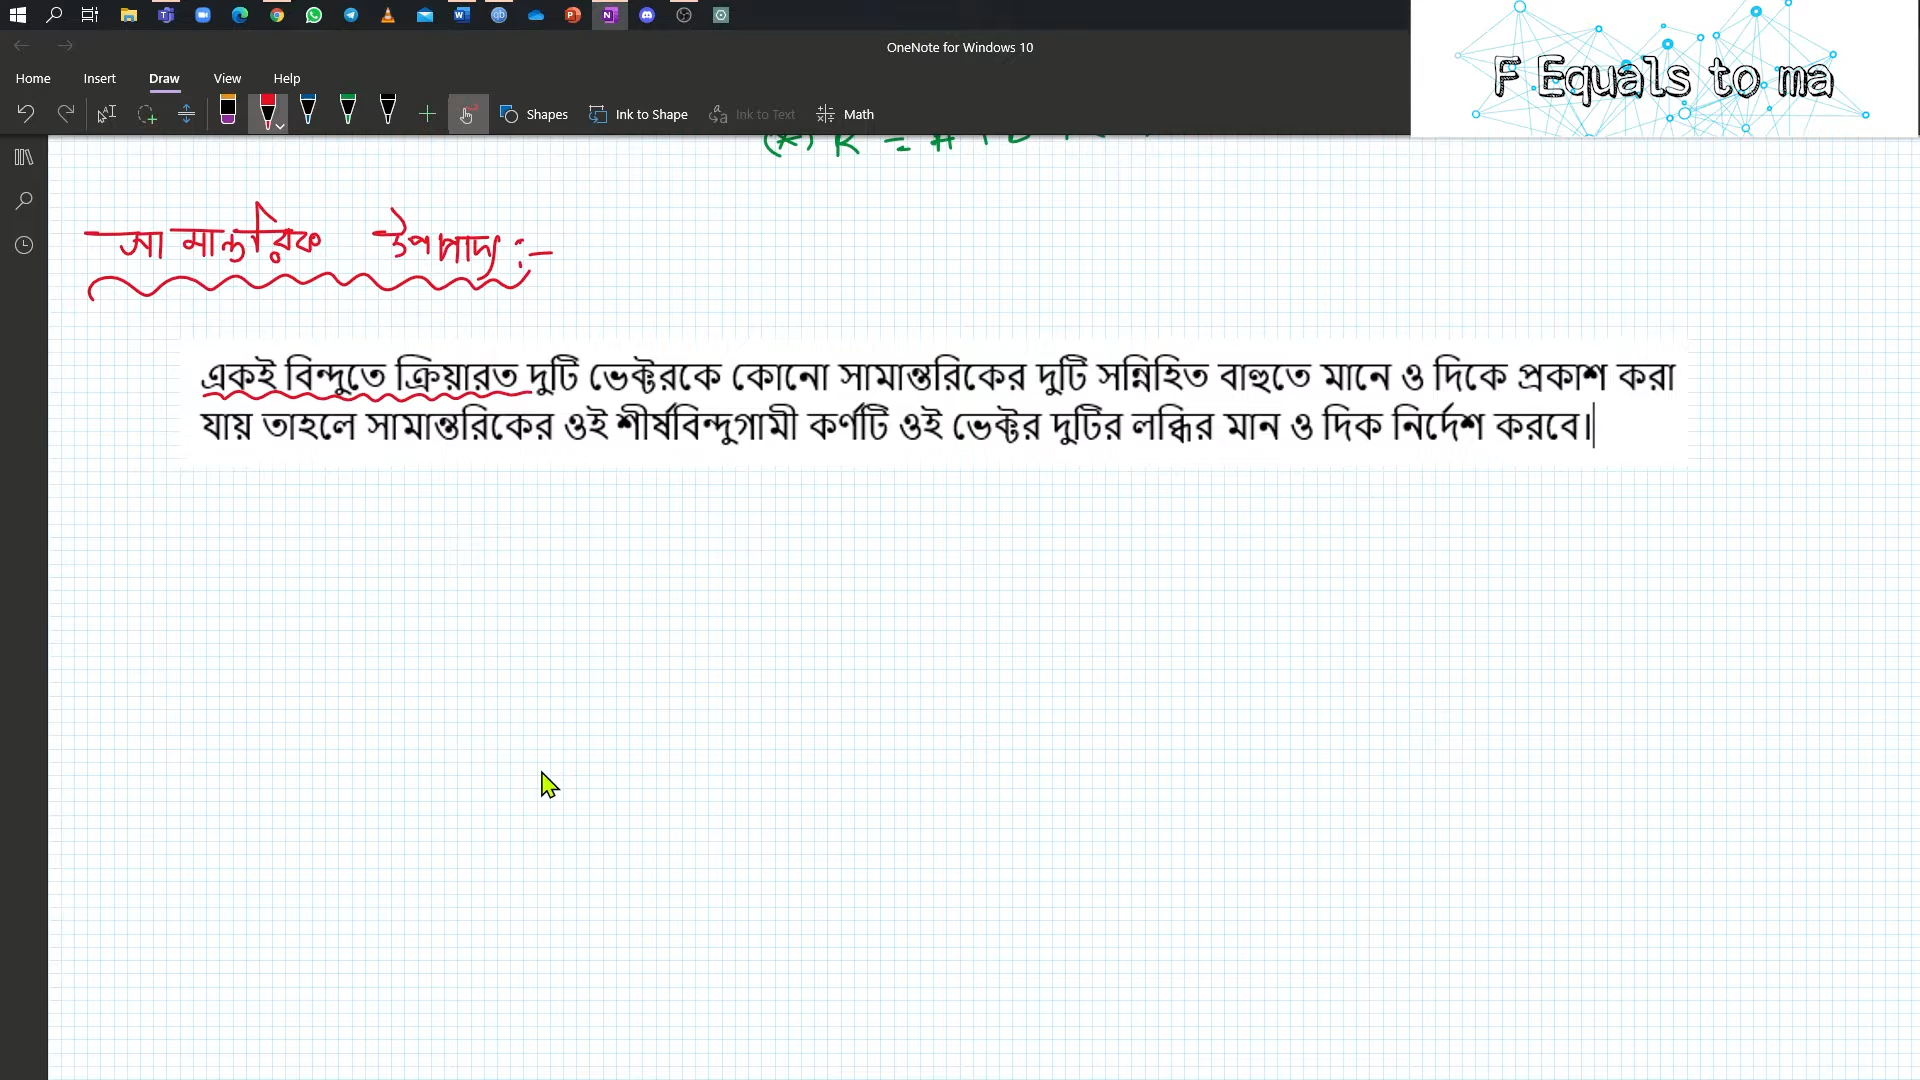 OneNote for Windows 10
F Equals to ma
Home Insert Draw View Help
Shapes Ink to Shape Ink to Text Math
সামান্তরিক উপপাদ্য :-
একই বিন্দুতে ক্রিয়ারত দুটি ভেক্টরকে কোনো সামান্তরিকের দুটি সন্নিহিত বাহুতে মানে ও দিকে প্রকাশ করা
যায় তাহলে সামান্তরিকের ওই শীর্ষবিন্দুগামী কর্ণটি ওই ভেক্টর দুটির লব্ধির মান ও দিক নির্দেশ করবে।